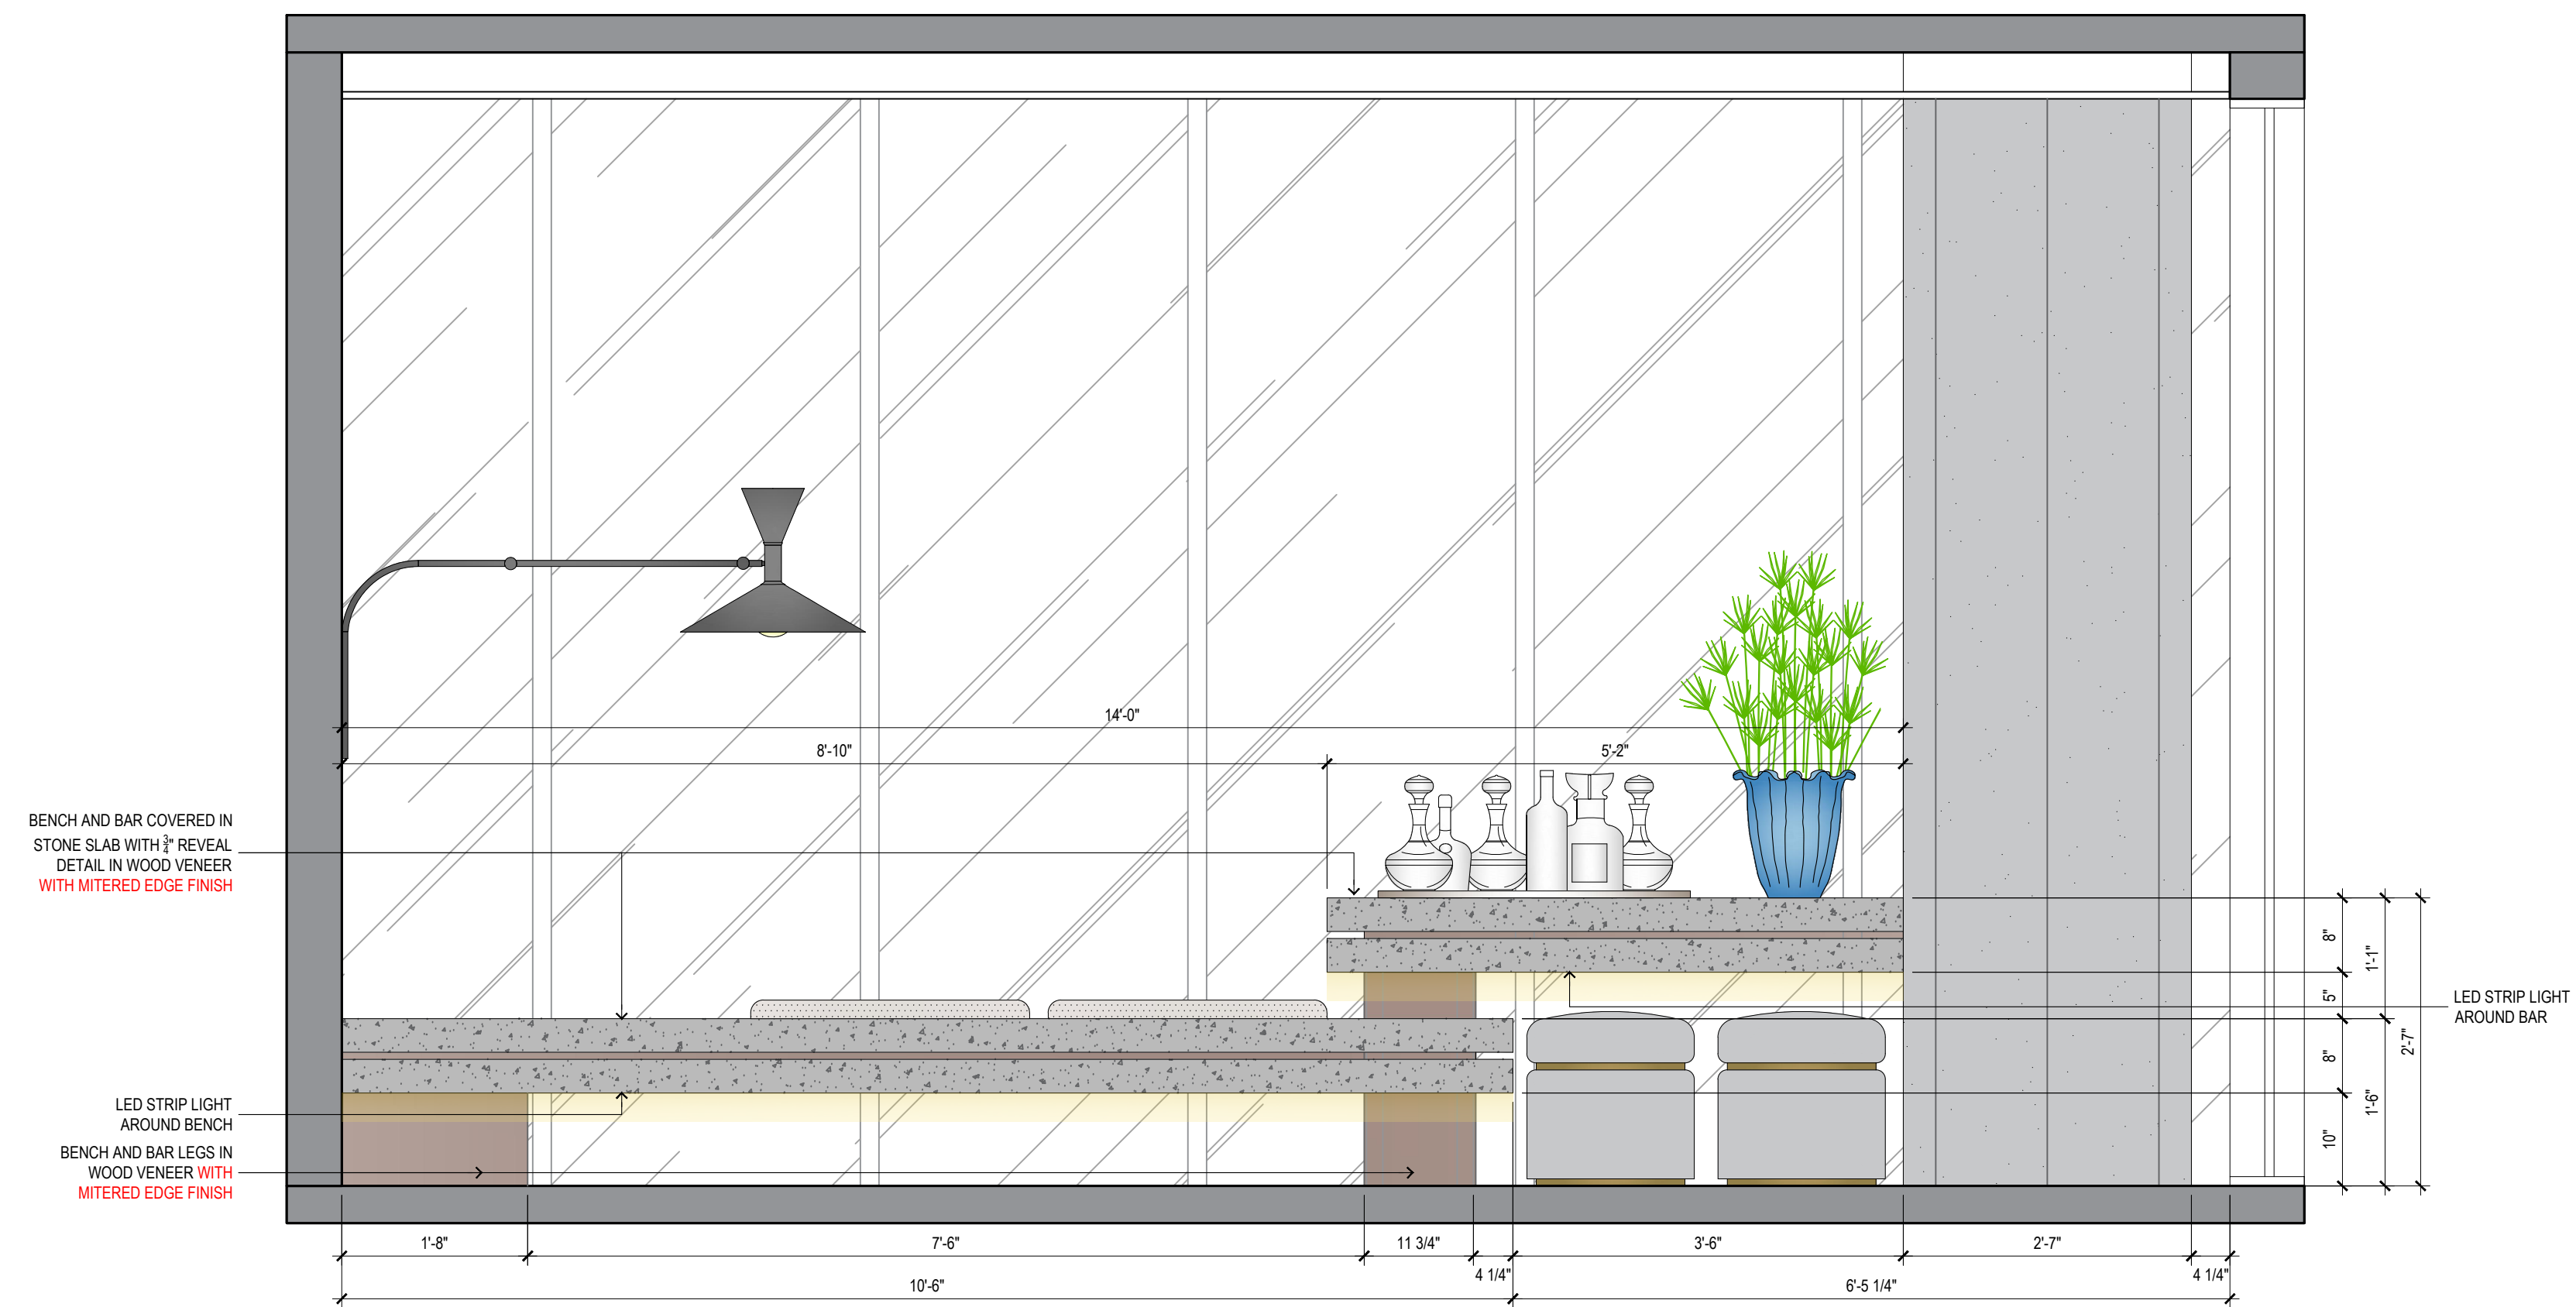 14'-0"
8'-10"
5'-2"
BENCH AND BAR COVERED IN
STONE SLAB WITH 3/4" REVEAL
DETAIL IN WOOD VENEER
WITH MITERED EDGE FINISH
8"
1'-1"
5"
LED STRIP LIGHT
AROUND BAR
2'-7"
8"
1'-6"
10"
LED STRIP LIGHT
AROUND BENCH
BENCH AND BAR LEGS IN
WOOD VENEER WITH
MITERED EDGE FINISH
1'-8"
7'-6"
11 3/4"
3'-6"
2'-7"
4 1/4"
4 1/4"
10'-6"
6'-5 1/4"